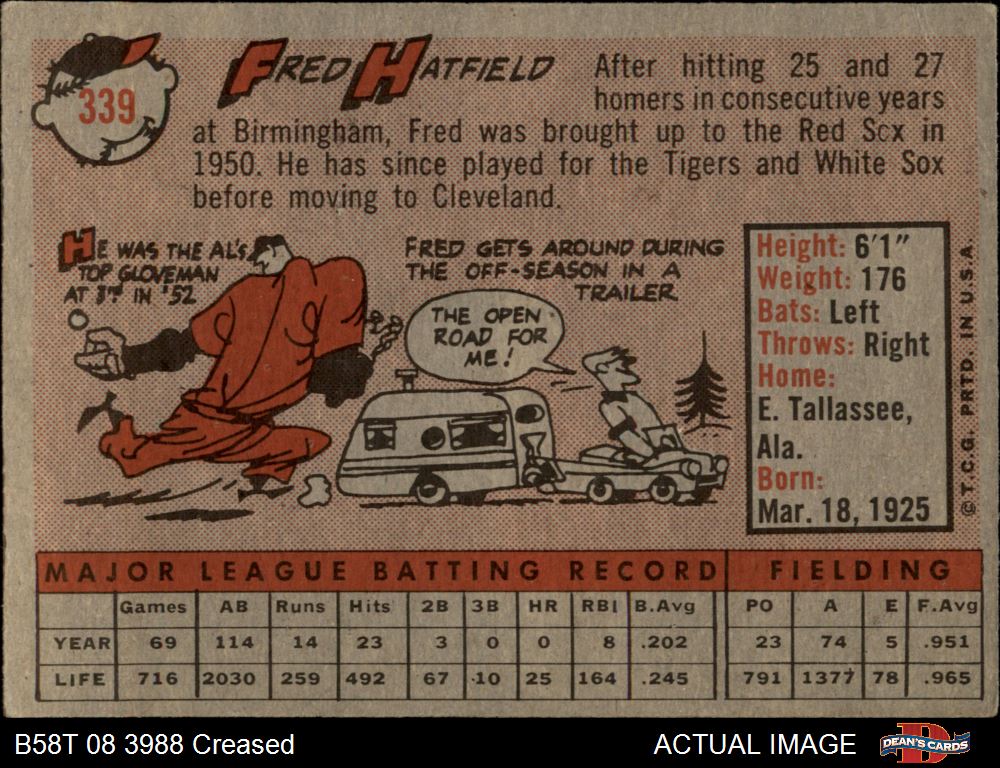 339
FRED HATFIELD
After hitting 25 and 27
homers in consecutive years
at Birmingham, Fred was brought up to the Red Sox in
1950. He has since played for the Tigers and White Sox
before moving to Cleveland.
HE WAS THE AL'S
TOP GLOVEMAN
AT 3RD IN '52
FRED GETS AROUND DURING
THE OFF-SEASON IN A
TRAILER
THE OPEN
ROAD FOR
ME!
Height: 6'1"
Weight: 176
Bats: Left
Throws: Right
Home:
E. Tallassee,
Ala.
Born:
Mar. 18, 1925
© T.C.G. PRTD. IN U.S.A.
MAJOR LEAGUE BATTING RECORD FIELDING
Games AB Runs Hits 2B 3B HR RBI B.Avg PO A E F.Avg
YEAR 69 114 14 23 3 0 0 8 .202 23 74 5 .951
LIFE 716 2030 259 492 67 10 25 164 .245 791 1377 78 .965
B58T 08 3988 Creased
ACTUAL IMAGE
D
DEAN'S CARDS